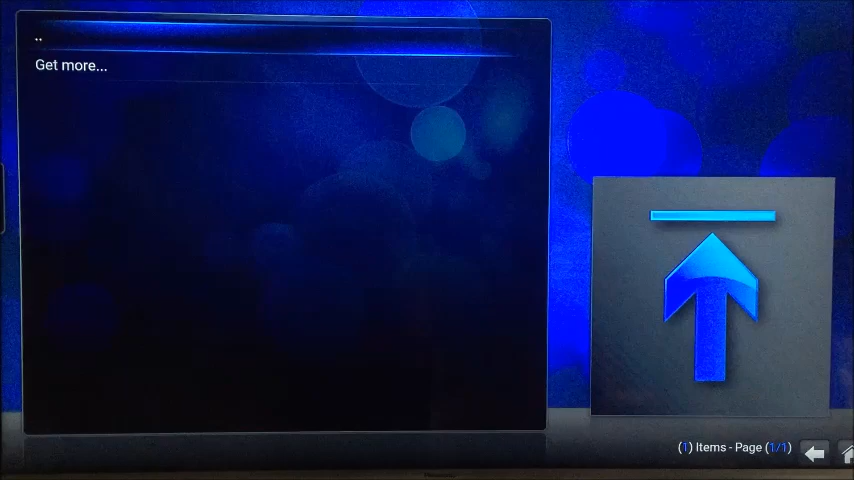 ..
Get more...
(1) Items - Page (1/1)